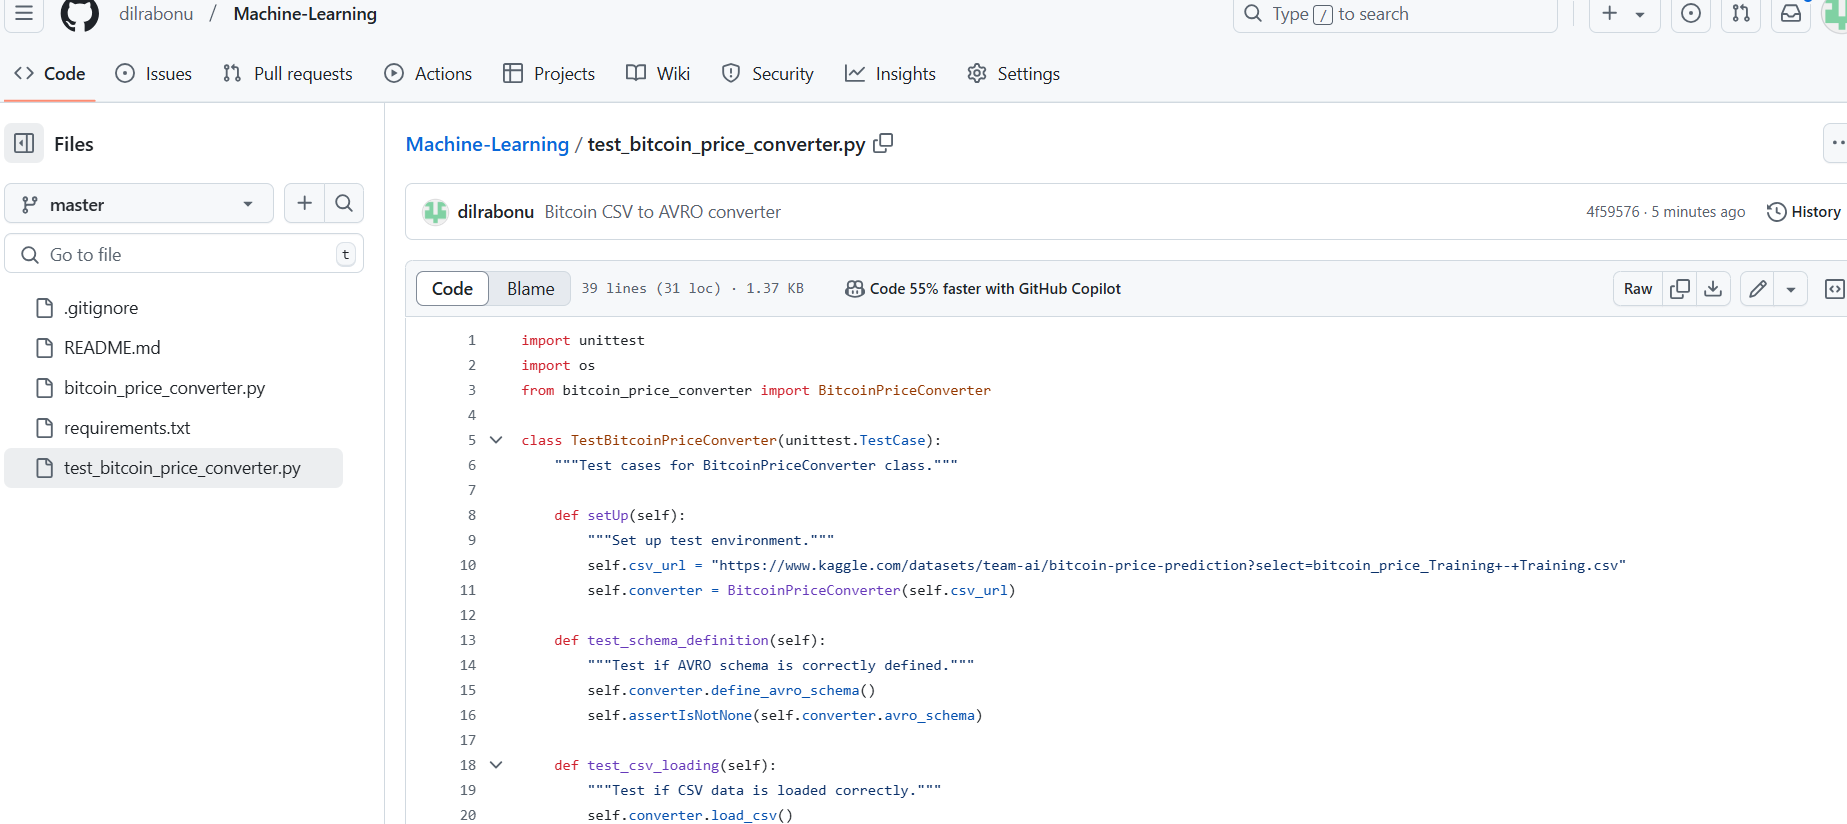 dilrabonu / Machine-Learning
Type / to search
Code
Issues
Pull requests
Actions
Projects
Wiki
Security
Insights
Settings
Files
master
Go to file
t
.gitignore
README.md
bitcoin_price_converter.py
requirements.txt
test_bitcoin_price_converter.py
Machine-Learning / test_bitcoin_price_converter.py
dilrabonu Bitcoin CSV to AVRO converter
4f59576 · 5 minutes ago
History
Code
Blame
39 lines (31 loc) · 1.37 KB
Code 55% faster with GitHub Copilot
Raw
1 import unittest
2 import os
3 from bitcoin_price_converter import BitcoinPriceConverter
4
5 class TestBitcoinPriceConverter(unittest.TestCase):
6 """Test cases for BitcoinPriceConverter class."""
7
8 def setUp(self):
9 """Set up test environment."""
10 self.csv_url = "https://www.kaggle.com/datasets/team-ai/bitcoin-price-prediction?select=bitcoin_price_Training+-+Training.csv"
11 self.converter = BitcoinPriceConverter(self.csv_url)
12
13 def test_schema_definition(self):
14 """Test if AVRO schema is correctly defined."""
15 self.converter.define_avro_schema()
16 self.assertIsNotNone(self.converter.avro_schema)
17
18 def test_csv_loading(self):
19 """Test if CSV data is loaded correctly."""
20 self.converter.load_csv()